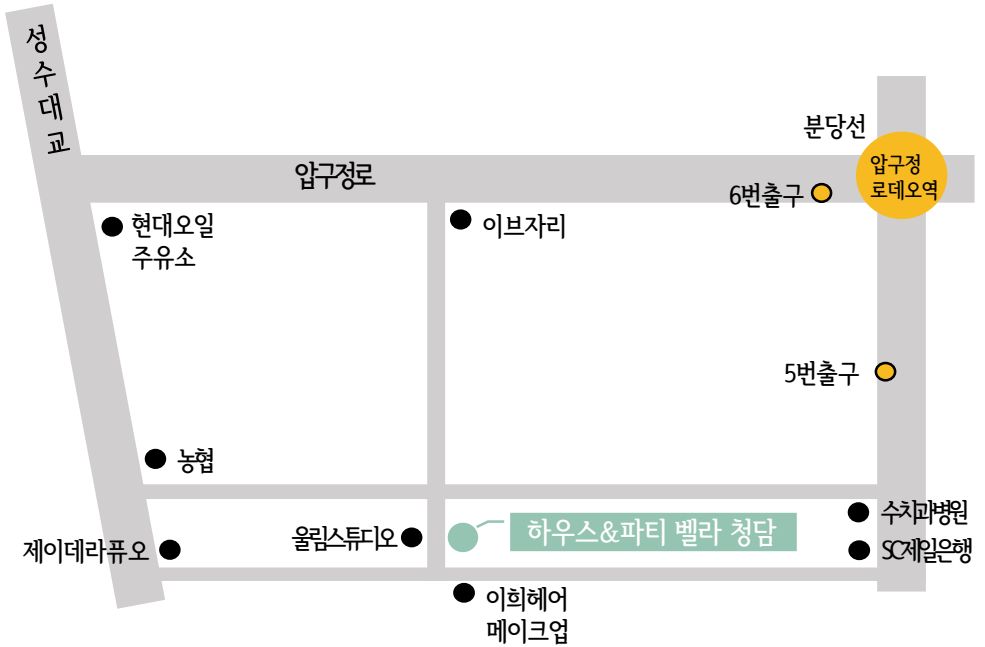 성수대교
분당선
압구정
로데오역
압구정로
6번출구
현대오일
주유소
이브자리
5번출구
농협
수치과병원
울림스튜디오
하우스&파티 벨라 청담
제이데라퓨오
SC제일은행
이희헤어
메이크업